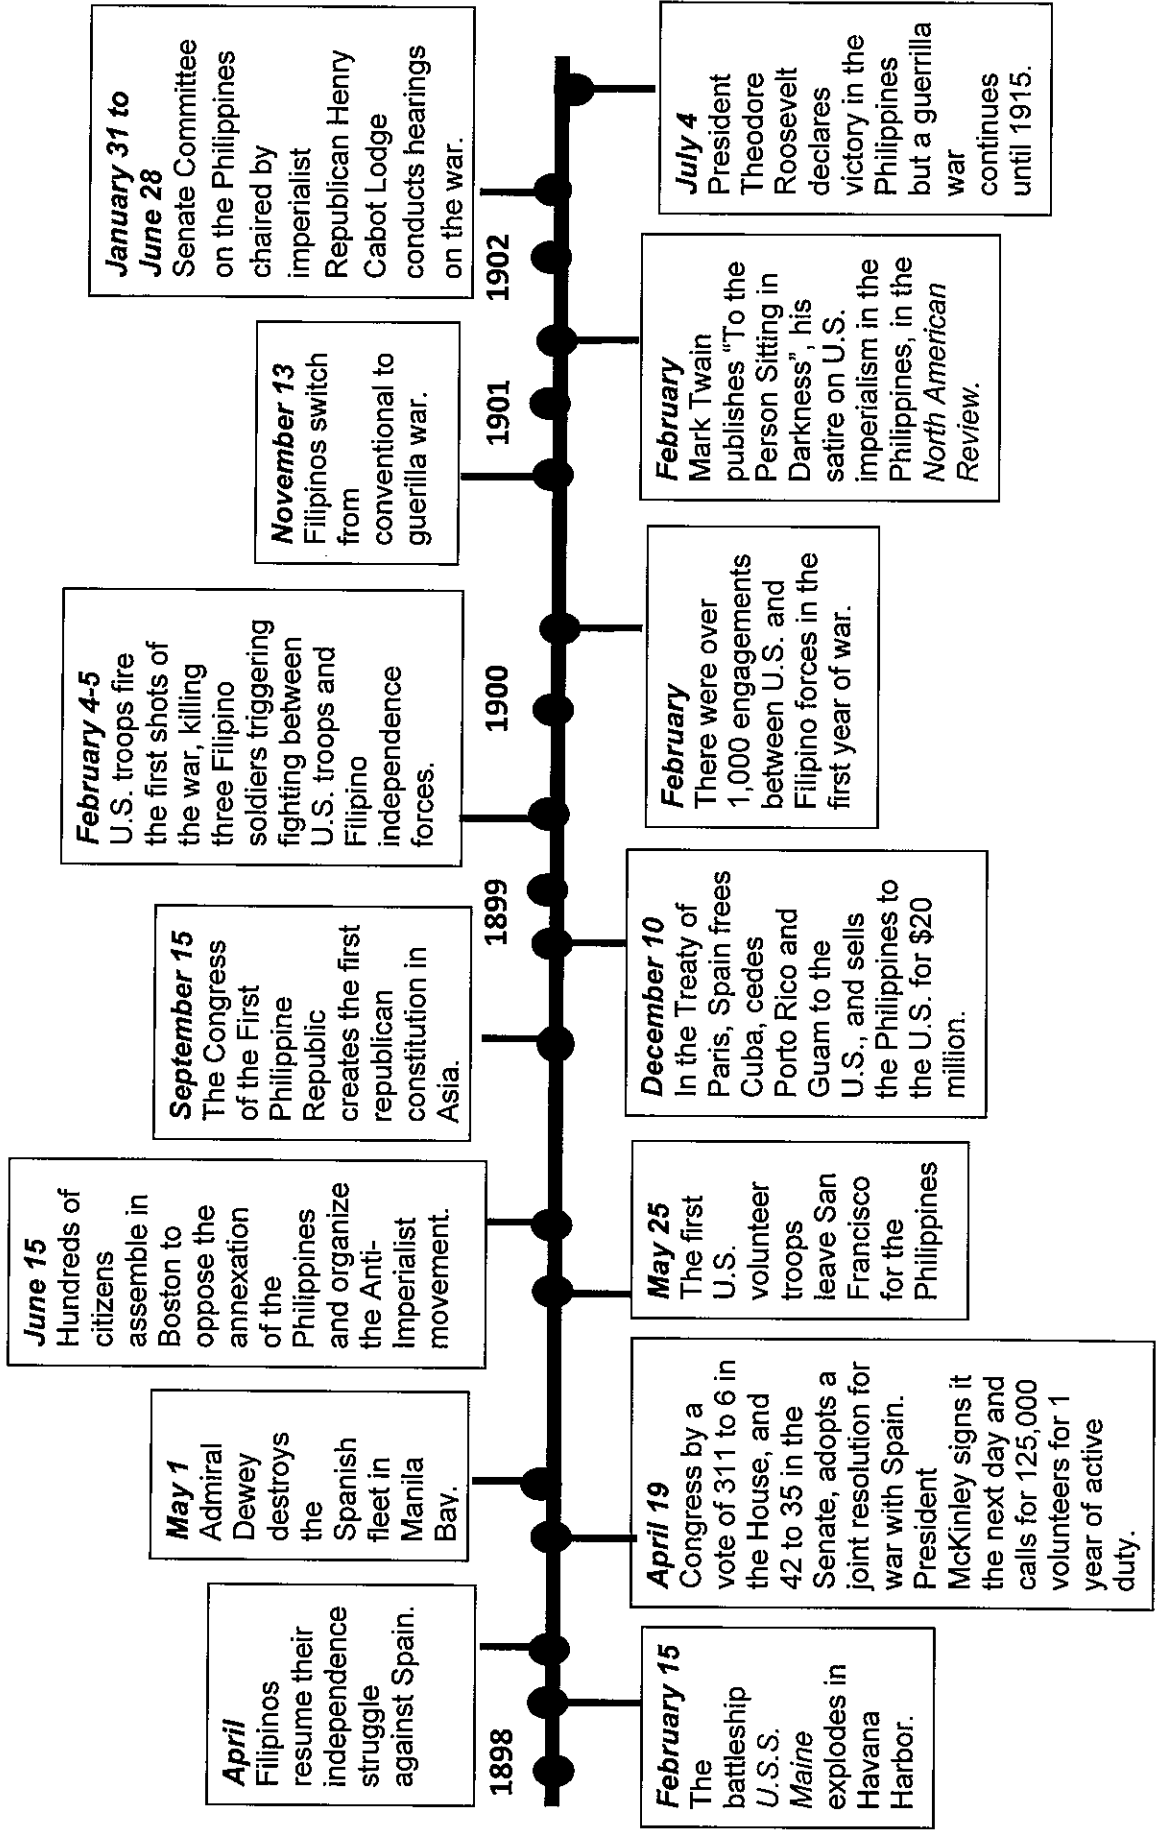 February 15
The
battleship
U.S.S.
Maine
explodes in
Havana
Harbor.
1898
April
Filipinos
resume their
independence
struggle
against Spain.
April 19
Congress by a
vote of 311 to 6 in
the House, and
42 to 35 in the
Senate, adopts a
joint resolution for
war with Spain.
President
McKinley signs it
the next day and
calls for 125,000
volunteers for 1
year of active
duty.
May 1
Admiral
Dewey
destroys
the
Spanish
fleet in
Manila
Bay.
May 25
The first
U.S.
volunteer
troops
leave San
Francisco
for the
Philippines
June 15
Hundreds of
citizens
assemble in
Boston to
oppose the
annexation
of the
Philippines
and organize
the Anti-
Imperialist
movement.
September 15
The Congress
of the First
Philippine
Republic
creates the first
republican
constitution in
Asia.
December 10
In the Treaty of
Paris, Spain frees
Cuba, cedes
Porto Rico and
Guam to the
U.S., and sells
the Philippines to
the U.S. for $20
million.
1899
February 4-5
U.S. troops fire
the first shots of
the war, killing
three Filipino
soldiers triggering
fighting between
U.S. troops and
Filipino
independence
forces.
1900
February
There were over
1,000 engagements
between U.S. and
Filipino forces in the
first year of war.
November 13
Filipinos switch
from
conventional to
guerilla war.
1901
February
Mark Twain
publishes “To the
Person Sitting in
Darkness”, his
satire on U.S.
imperialism in the
Philippines, in the
North American
Review.
1902
January 31 to
June 28
Senate Committee
on the Philippines
chaired by
imperialist
Republican Henry
Cabot Lodge
conducts hearings
on the war.
July 4
President
Theodore
Roosevelt
declares
victory in the
Philippines
but a guerrilla
war
continues
until 1915.